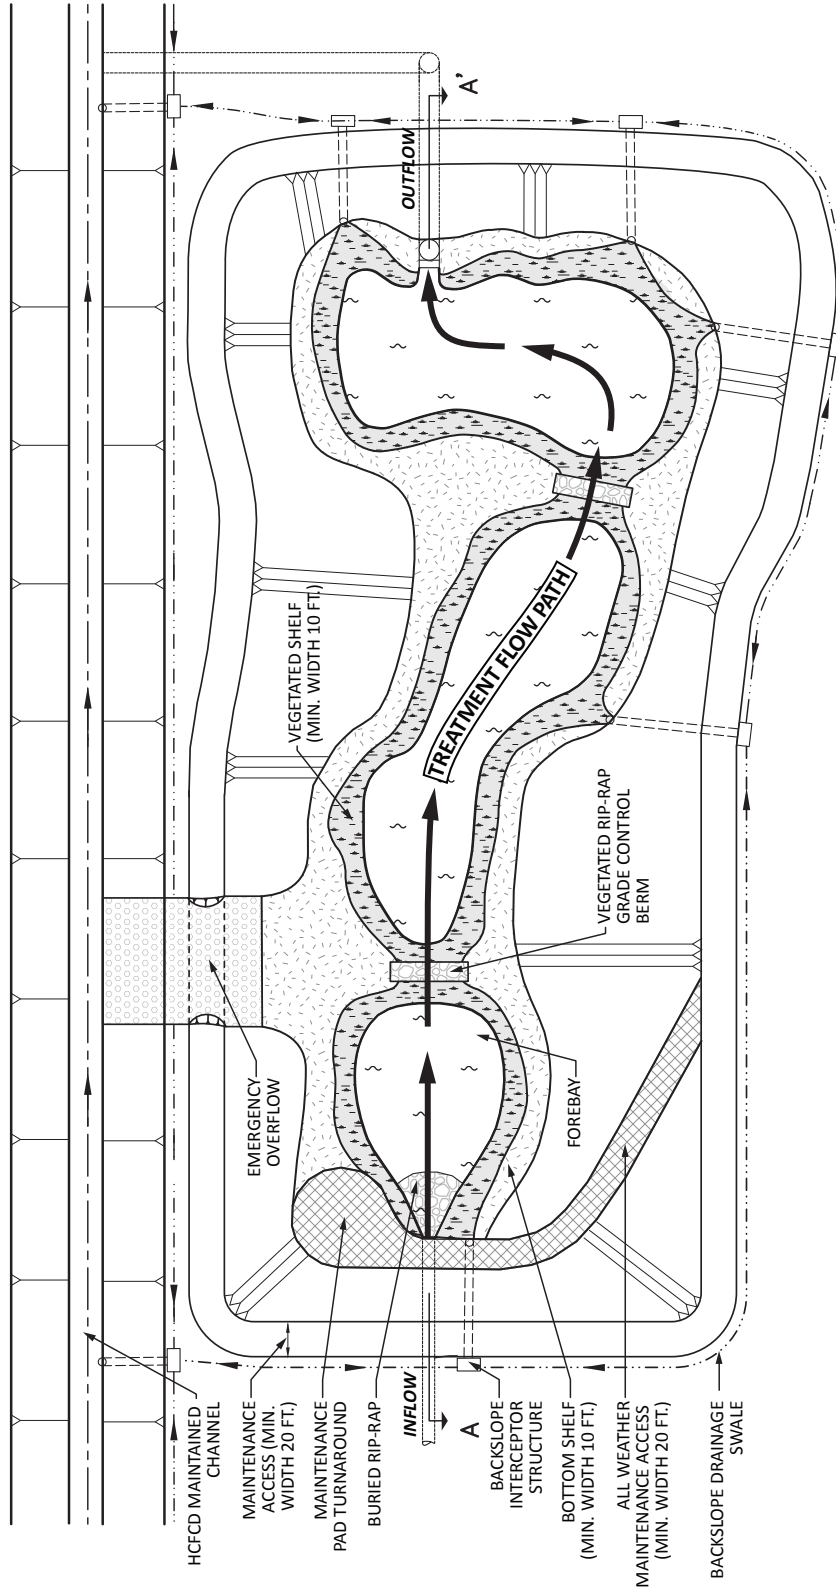 HCFCD MAINTAINED
CHANNEL
MAINTENANCE
ACCESS (MIN.
WIDTH 20 FT.)
MAINTENANCE
PAD TURNAROUND
BURIED RIP-RAP
INFLOW
A
BACKSLOPE
INTERCEPTOR
STRUCTURE
BOTTOM SHELF
(MIN. WIDTH 10 FT.)
ALL WEATHER
MAINTENANCE ACCESS
(MIN. WIDTH 20 FT.)
BACKSLOPE DRAINAGE
SWALE
EMERGENCY
OVERFLOW
FOREBAY
VEGETATED SHELF
(MIN. WIDTH 10 FT.)
TREATMENT FLOW PATH
VEGETATED RIP-RAP
GRADE CONTROL
BERM
OUTFLOW
A'